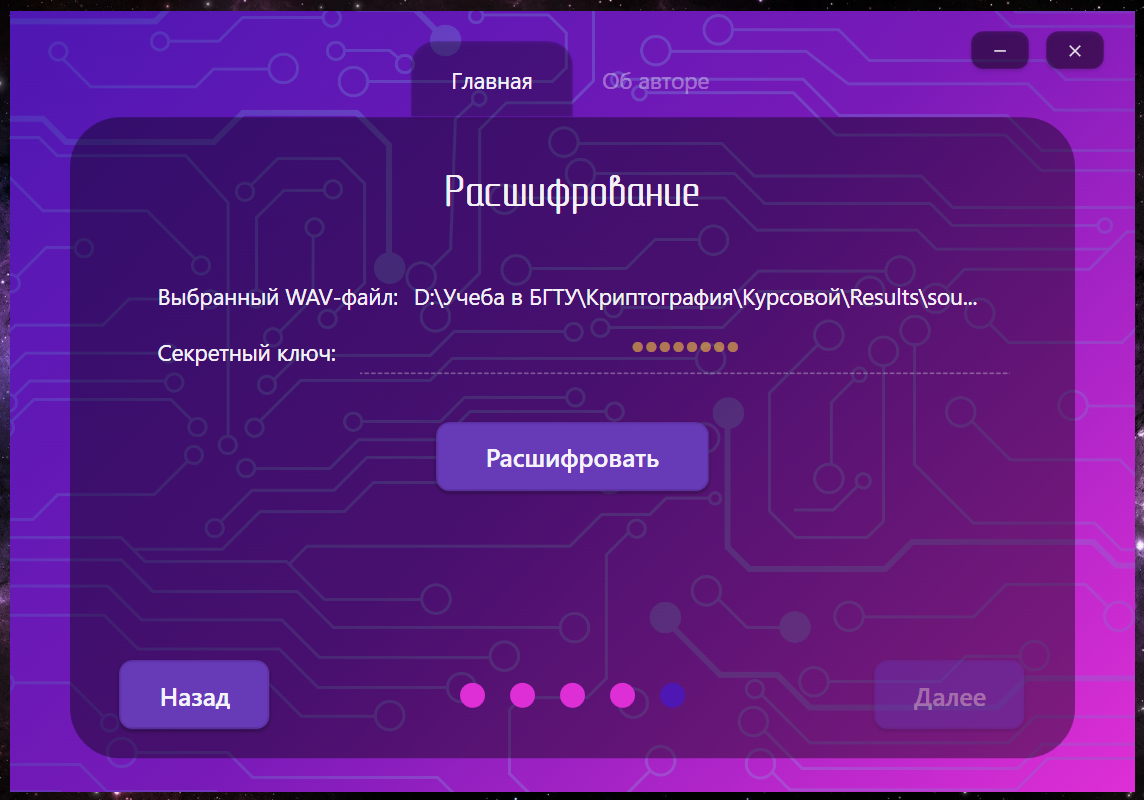 Главная
Об авторе
Расшифрование
Выбранный WAV-файл: D:\Учеба в БГТУ\Криптография\Курсовой\Results\sou...
Секретный ключ: ●●●●●●●●
Расшифровать
Назад
Далее